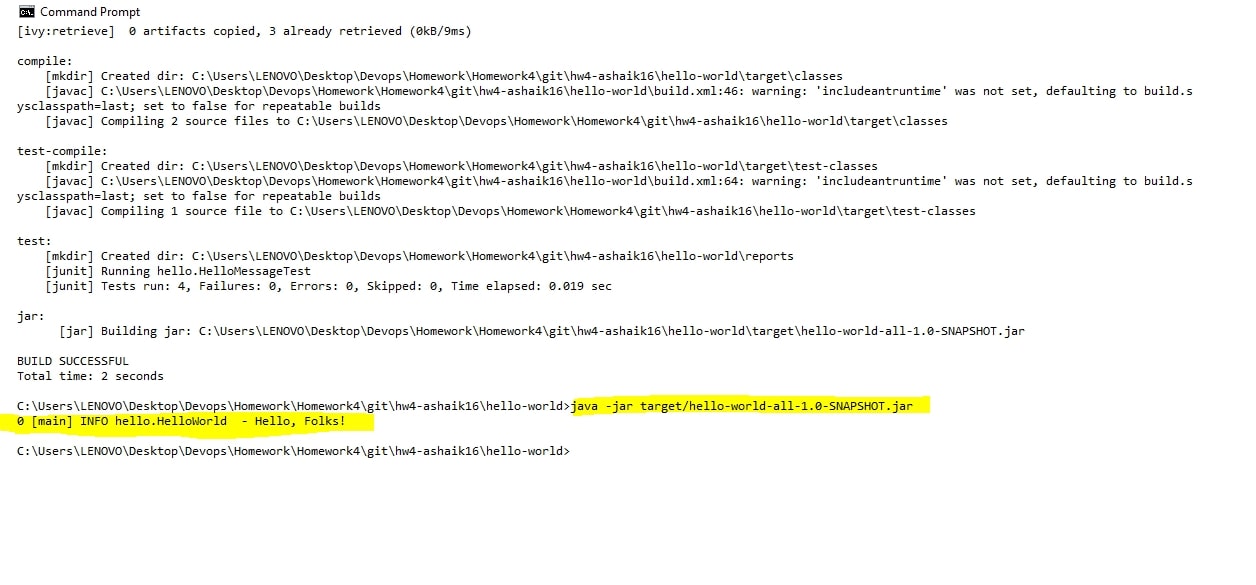 Command Prompt
[ivy:retrieve]  0 artifacts copied, 3 already retrieved (0kB/9ms)
compile:
    [mkdir] Created dir: C:\Users\LENOVO\Desktop\Devops\Homework\Homework4\git\hw4-ashaik16\hello-world\target\classes
    [javac] C:\Users\LENOVO\Desktop\Devops\Homework\Homework4\git\hw4-ashaik16\hello-world\build.xml:46: warning: 'includeantruntime' was not set, defaulting to build.s
ysclasspath=last; set to false for repeatable builds
    [javac] Compiling 2 source files to C:\Users\LENOVO\Desktop\Devops\Homework\Homework4\git\hw4-ashaik16\hello-world\target\classes
test-compile:
    [mkdir] Created dir: C:\Users\LENOVO\Desktop\Devops\Homework\Homework4\git\hw4-ashaik16\hello-world\target\test-classes
    [javac] C:\Users\LENOVO\Desktop\Devops\Homework\Homework4\git\hw4-ashaik16\hello-world\build.xml:64: warning: 'includeantruntime' was not set, defaulting to build.s
ysclasspath=last; set to false for repeatable builds
    [javac] Compiling 1 source file to C:\Users\LENOVO\Desktop\Devops\Homework\Homework4\git\hw4-ashaik16\hello-world\target\test-classes
test:
    [mkdir] Created dir: C:\Users\LENOVO\Desktop\Devops\Homework\Homework4\git\hw4-ashaik16\hello-world\reports
    [junit] Running hello.HelloMessageTest
    [junit] Tests run: 4, Failures: 0, Errors: 0, Skipped: 0, Time elapsed: 0.019 sec
jar:
      [jar] Building jar: C:\Users\LENOVO\Desktop\Devops\Homework\Homework4\git\hw4-ashaik16\hello-world\target\hello-world-all-1.0-SNAPSHOT.jar
BUILD SUCCESSFUL
Total time: 2 seconds
C:\Users\LENOVO\Desktop\Devops\Homework\Homework4\git\hw4-ashaik16\hello-world>java -jar target/hello-world-all-1.0-SNAPSHOT.jar
0 [main] INFO hello.HelloWorld  - Hello, Folks!
C:\Users\LENOVO\Desktop\Devops\Homework\Homework4\git\hw4-ashaik16\hello-world>